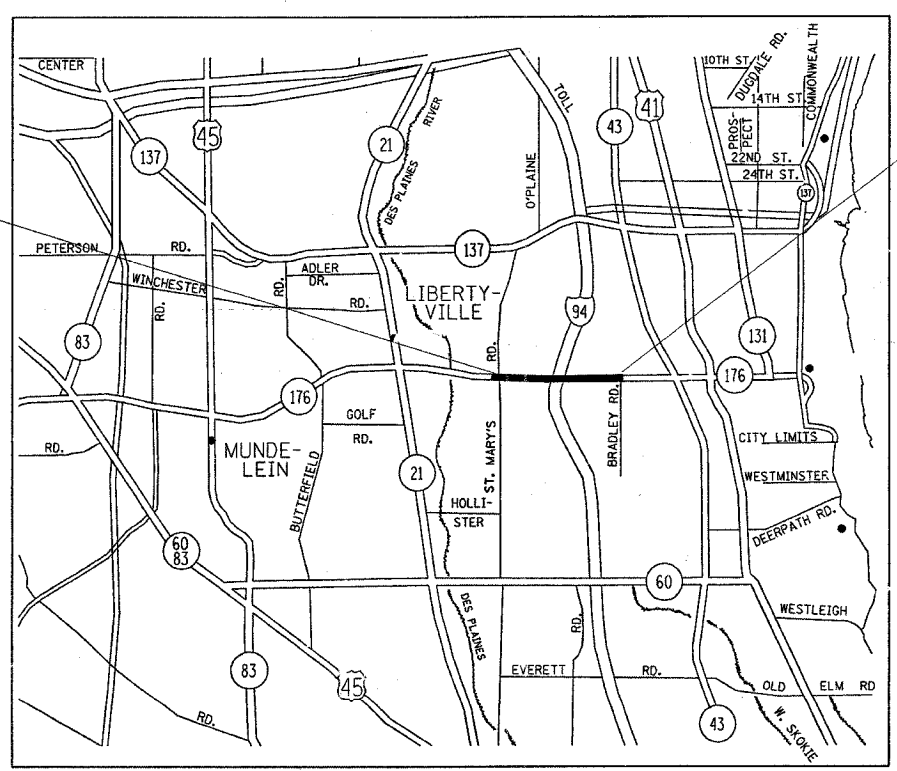 CENTER
45
137
21
RIVER
DES PLAINES
TOLL
O'PLAINE
43
41
10TH ST.
DUGDALE RD.
COMMONWEALTH
14TH ST.
PROS-
PECT
22ND ST.
24TH ST.
137
PETERSON RD.
WINCHESTER RD.
RD.
ADLER
DR.
RD.
137
LIBERTY-
VILLE
94
131
83
RD.
176
176
GOLF
RD.
BRADLEY RD.
CITY LIMITS
RD.
MUNDE-
LEIN
BUTTERFIELD
21
ST. MARY'S
HOLLI-
STER
WESTMINSTER
DEERPATH RD.
60
83
60
DES PLAINES
WESTLEIGH
83
45
RD.
EVERETT RD.
RD.
OLD ELM RD
43
W. SKOKIE